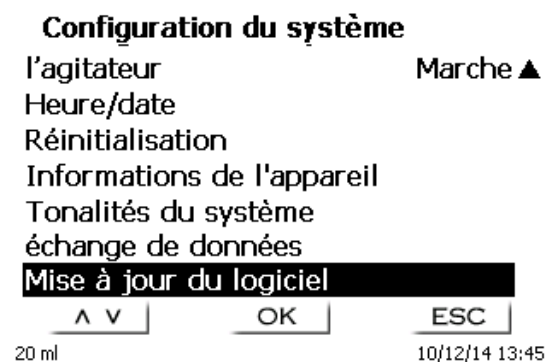 Configuration du système
l'agitateur Marche ▲
Heure/date
Réinitialisation
Informations de l'appareil
Tonalités du système
échange de données
Mise à jour du logiciel
∧ ∨ OK ESC
20 ml 10/12/14 13:45